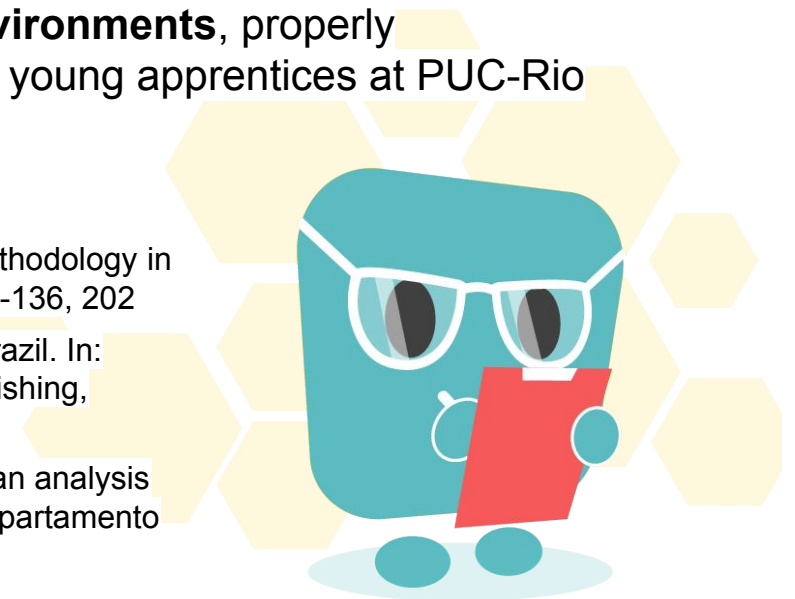 vironments, properly
young apprentices at PUC-Rio
thodology in
-136, 202
razil. In:
ishing,
an analysis
partamento